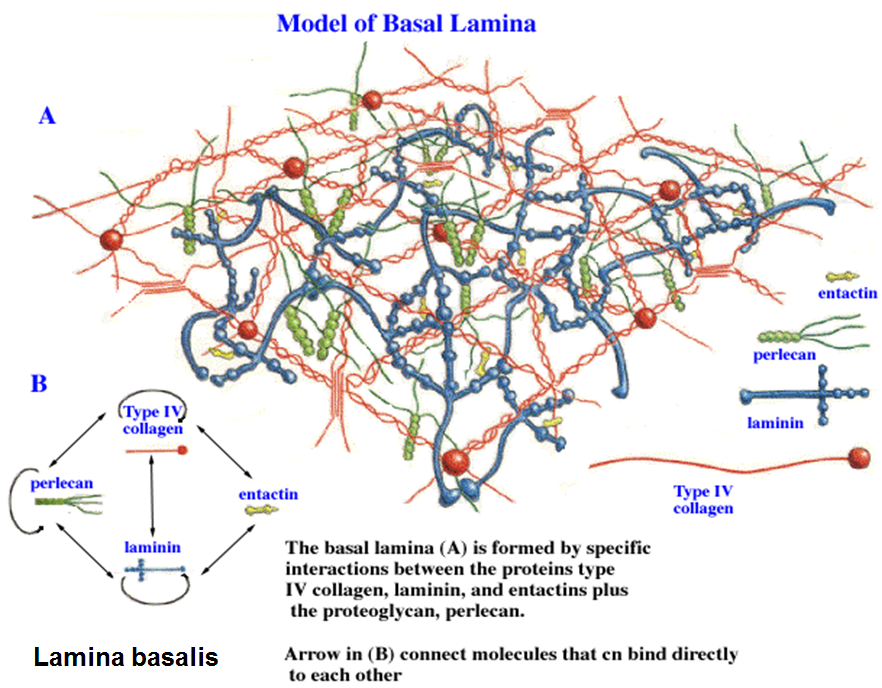 Model of Basal Lamina
A
entactin
perlecan
laminin
Type IV
collagen
B
Type IV
collagen
perlecan
entactin
laminin
The basal lamina (A) is formed by specific
interactions between the proteins type
IV collagen, laminin, and entactins plus
the proteoglycan, perlecan.
Lamina basalis
Arrow in (B) connect molecules that cn bind directly
to each other